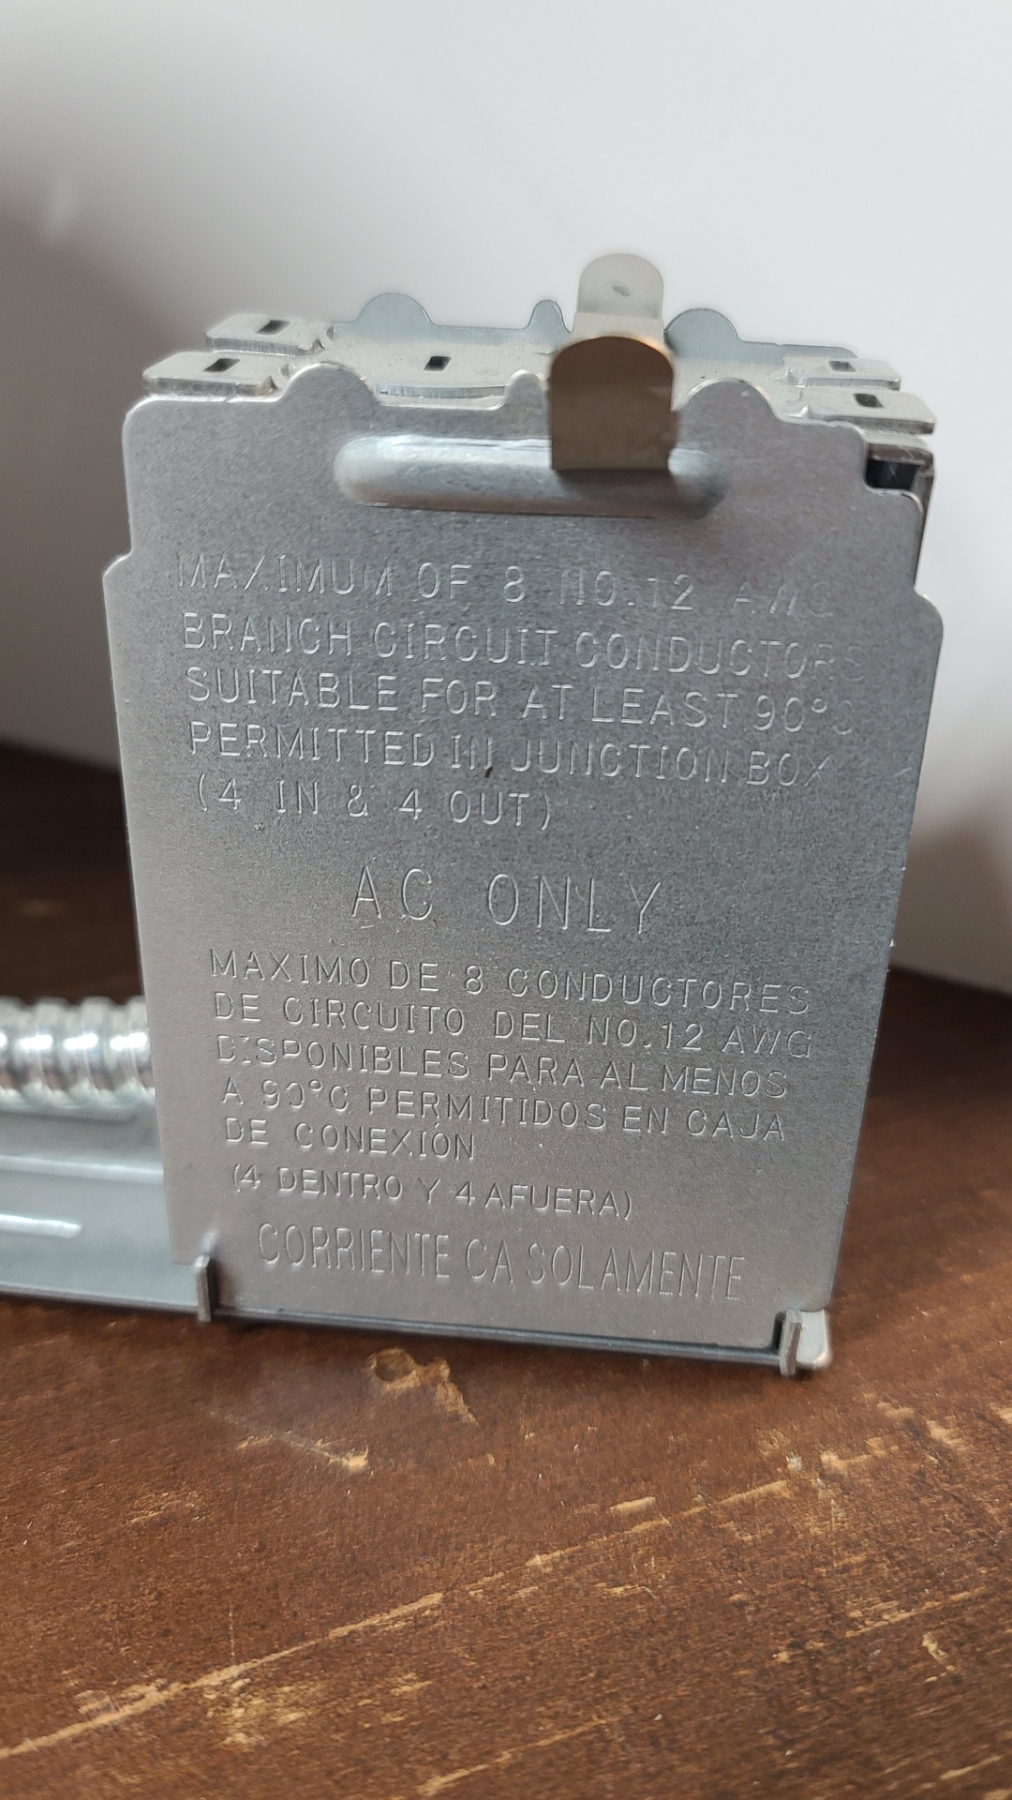 MAXIMUM OF 8 NO.12 AWG
BRANCH CIRCUIT CONDUCTORS
SUITABLE FOR AT LEAST 90°C
PERMITTED IN JUNCTION BOX
(4 IN & 4 OUT)
AC ONLY
MAXIMO DE 8 CONDUCTORES
DE CIRCUITO DEL NO.12 AWG
DISPONIBLES PARA AL MENOS
A 90°C PERMITIDOS EN CAJA
DE CONEXIÓN
(4 DENTRO Y 4 AFUERA)
CORRIENTE CA SOLAMENTE